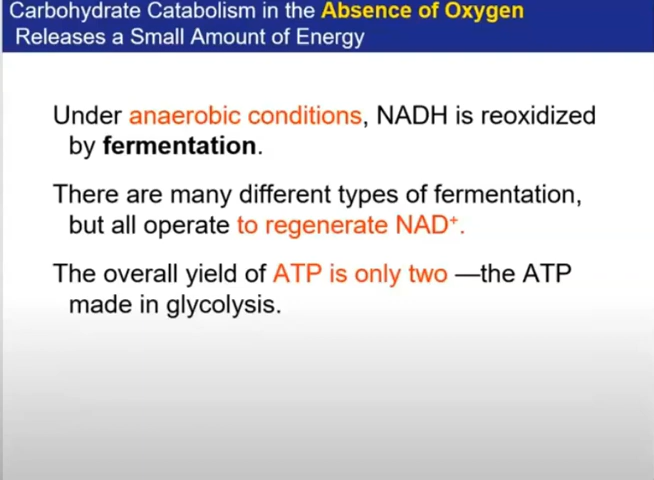 Carbohydrate Catabolism in the Absence of Oxygen
Releases a Small Amount of Energy
Under anaerobic conditions, NADH is reoxidized
by fermentation.
There are many different types of fermentation,
but all operate to regenerate NAD⁺.
The overall yield of ATP is only two —the ATP
made in glycolysis.